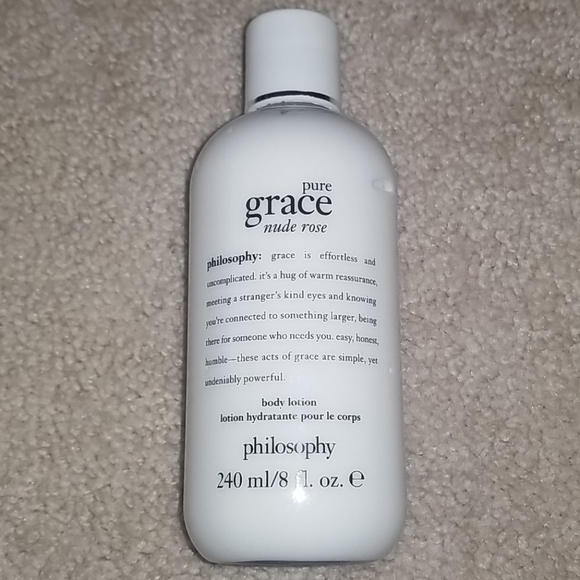 pure
grace
nude rose
philosophy: grace is effortless and
uncomplicated. it's a hug of warm reassurance,
meeting a stranger's kind eyes and knowing
you're connected to something larger, being
there for someone who needs you. easy, honest,
humble—these acts of grace are simple, yet
undeniably powerful.
body lotion
lotion hydratante pour le corps
philosophy
240 ml/8 fl. oz. ℮